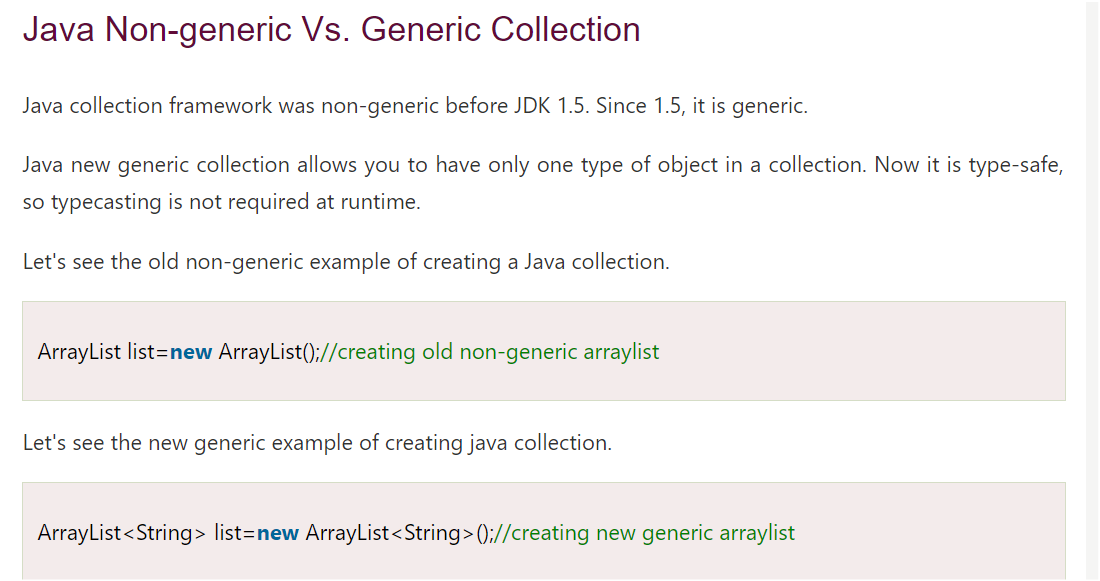 Java Non-generic Vs. Generic Collection
Java collection framework was non-generic before JDK 1.5. Since 1.5, it is generic.
Java new generic collection allows you to have only one type of object in a collection. Now it is type-safe,
so typecasting is not required at runtime.
Let's see the old non-generic example of creating a Java collection.
ArrayList list=new ArrayList();//creating old non-generic arraylist
Let's see the new generic example of creating java collection.
ArrayList<String> list=new ArrayList<String>();//creating new generic arraylist